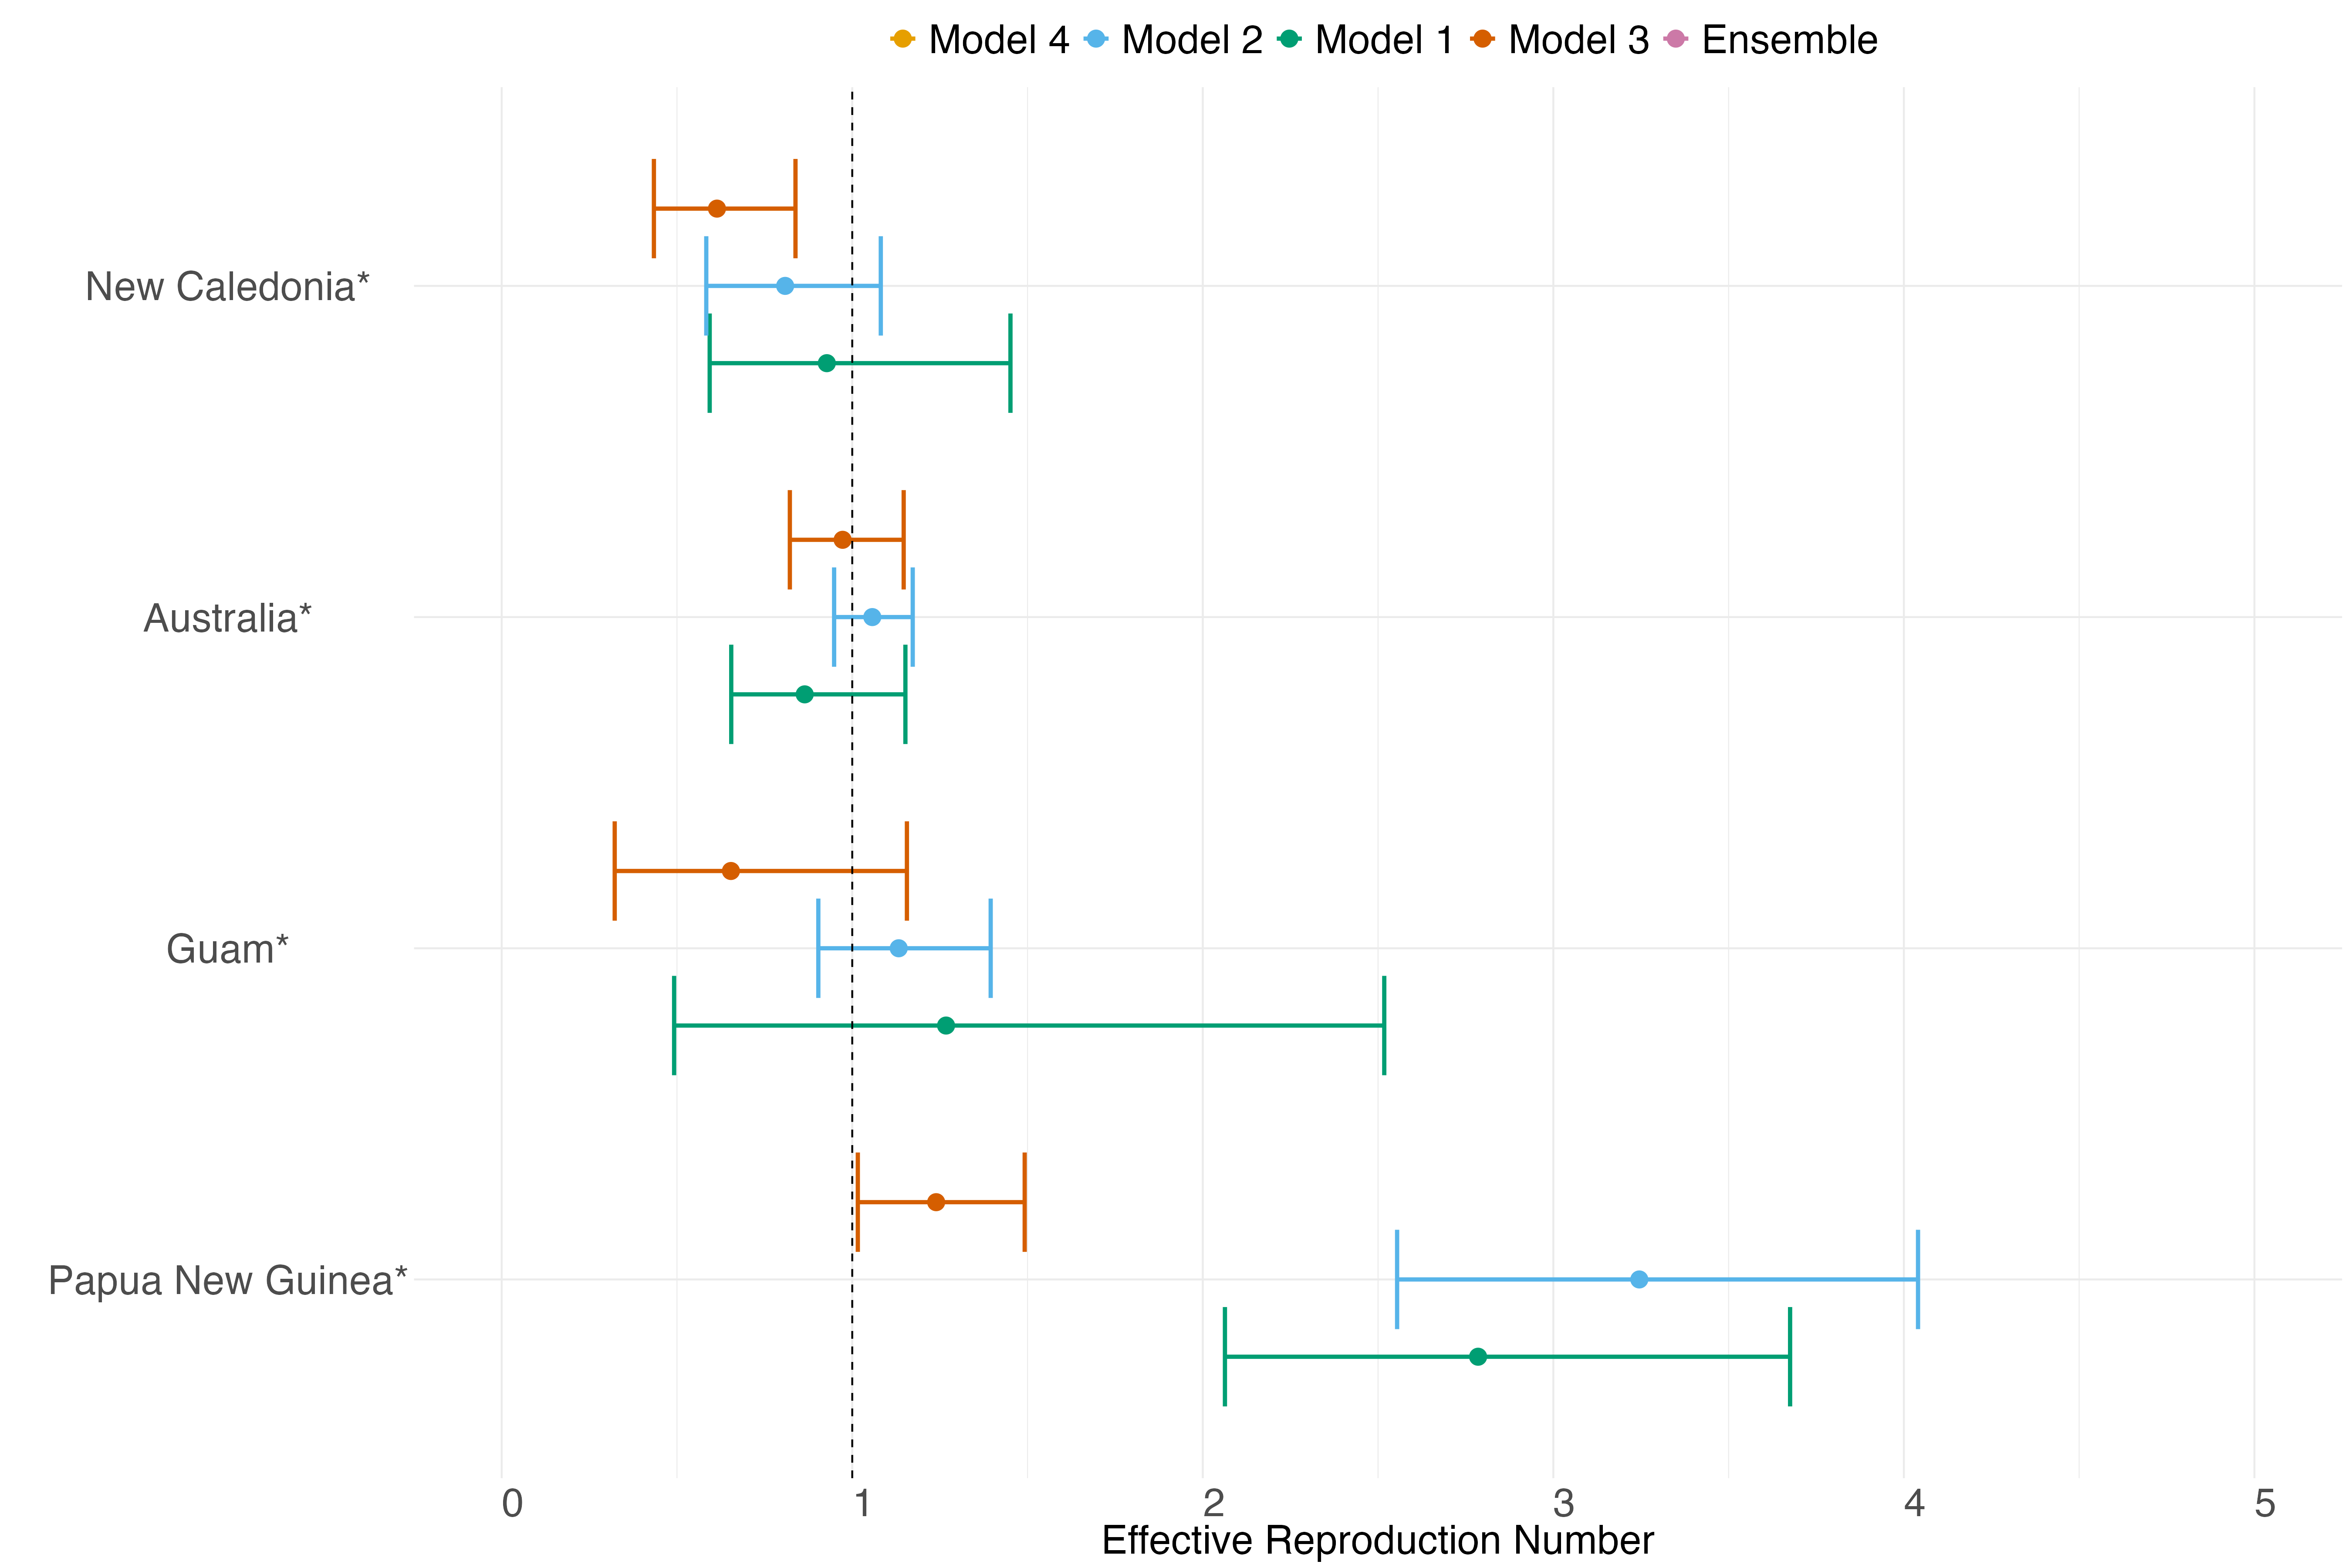 Model 4 Model 2 Model 1 Model 3 Ensemble
New Caledonia*
Australia*
Guam*
Papua New Guinea*
0 1 2 3 4 5
Effective Reproduction Number